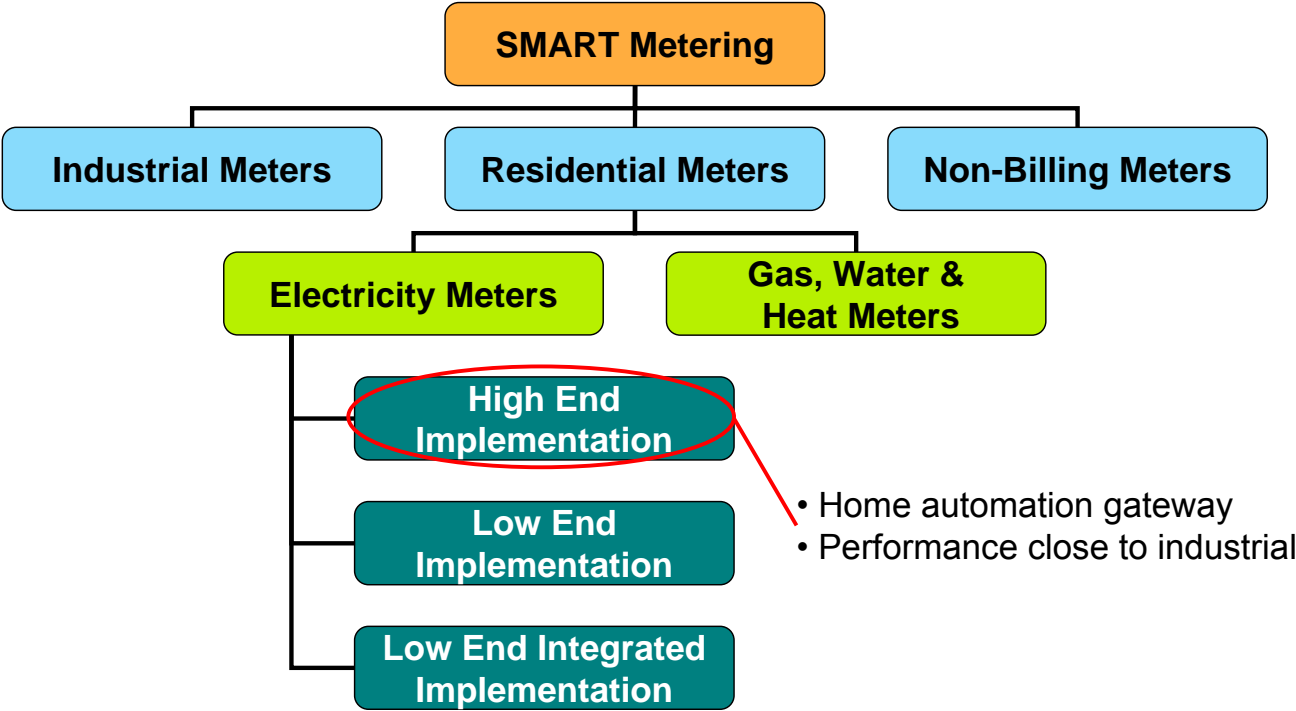 SMART Metering
Industrial Meters
Residential Meters
Non-Billing Meters
Electricity Meters
Gas, Water &
Heat Meters
High End
Implementation
Low End
Implementation
Low End Integrated
Implementation
• Home automation gateway
• Performance close to industrial